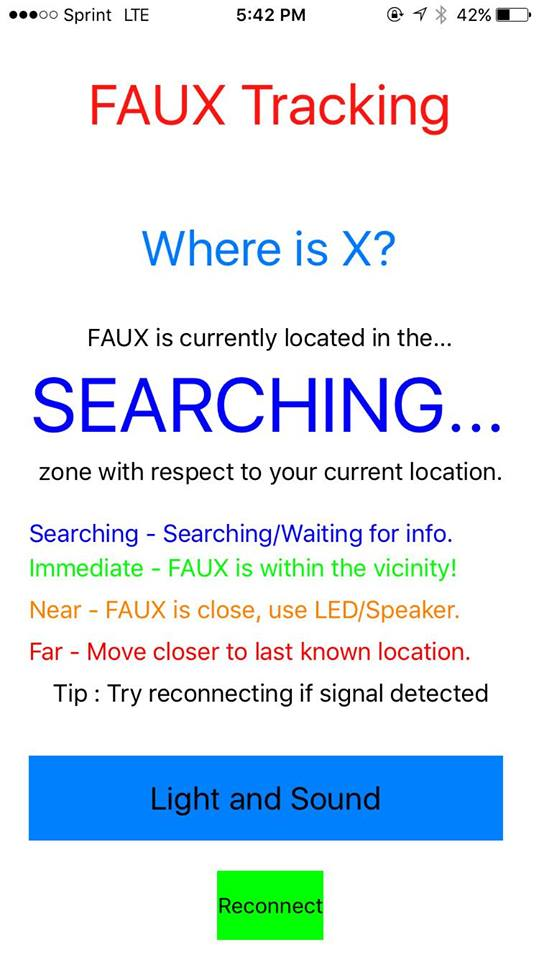 Sprint LTE 5:42 PM 42%
FAUX Tracking
Where is X?
FAUX is currently located in the...
SEARCHING...
zone with respect to your current location.
Searching - Searching/Waiting for info.
Immediate - FAUX is within the vicinity!
Near - FAUX is close, use LED/Speaker.
Far - Move closer to last known location.
Tip : Try reconnecting if signal detected
Light and Sound
Reconnect